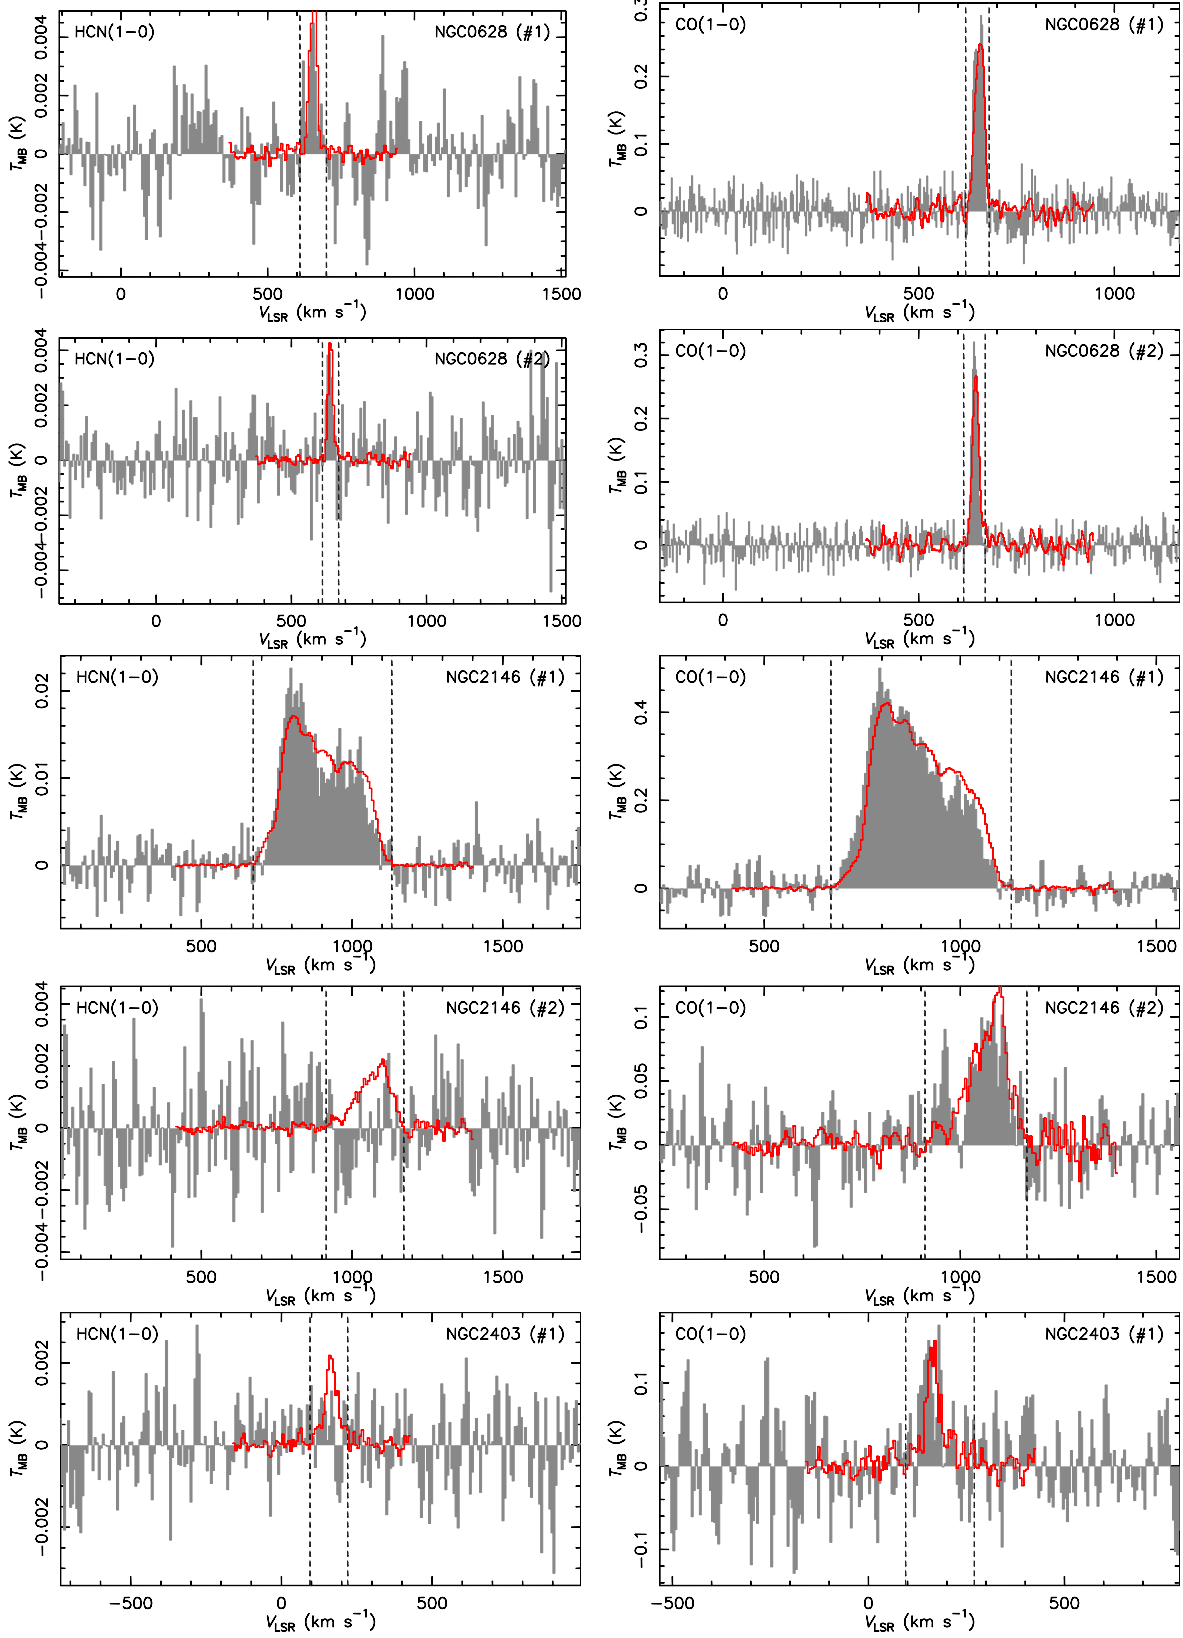 HCN(1−0) NGC0628 (#1)
T_MB (K)
−0.004 −0.002 0 0.002 0.004
0 500 1000 1500
V_LSR (km s⁻¹)
CO(1−0) NGC0628 (#1)
T_MB (K)
0 0.1 0.2 0.3
0 500 1000
V_LSR (km s⁻¹)
HCN(1−0) NGC0628 (#2)
T_MB (K)
−0.004 −0.002 0 0.002 0.004
0 500 1000 1500
V_LSR (km s⁻¹)
CO(1−0) NGC0628 (#2)
T_MB (K)
0 0.1 0.2 0.3
0 500 1000
V_LSR (km s⁻¹)
HCN(1−0) NGC2146 (#1)
T_MB (K)
0 0.01 0.02
500 1000 1500
V_LSR (km s⁻¹)
CO(1−0) NGC2146 (#1)
T_MB (K)
0 0.2 0.4
500 1000 1500
V_LSR (km s⁻¹)
HCN(1−0) NGC2146 (#2)
T_MB (K)
−0.004 −0.002 0 0.002 0.004
500 1000 1500
V_LSR (km s⁻¹)
CO(1−0) NGC2146 (#2)
T_MB (K)
−0.05 0 0.05 0.1
500 1000 1500
V_LSR (km s⁻¹)
HCN(1−0) NGC2403 (#1)
T_MB (K)
−0.002 0 0.002
−500 0 500
V_LSR (km s⁻¹)
CO(1−0) NGC2403 (#1)
T_MB (K)
−0.1 0 0.1
−500 0 500
V_LSR (km s⁻¹)